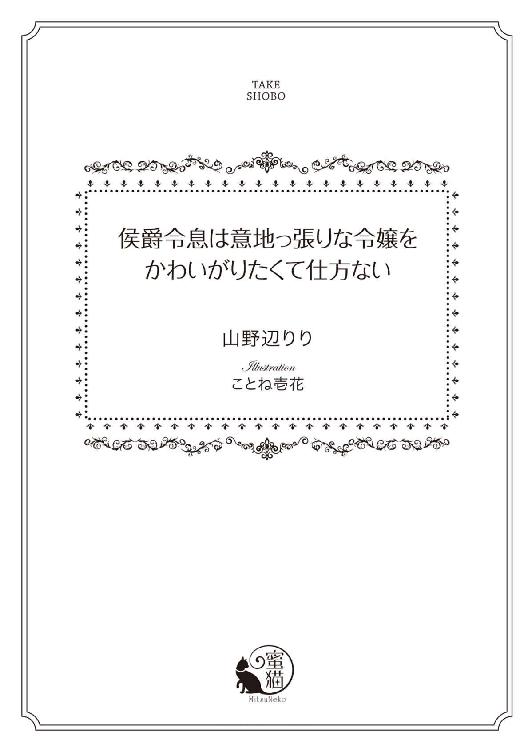 TAKE
SHOBO
侯爵令息は意地っ張りな令嬢を
かわいがりたくて仕方ない
山野辺りり
Illustration
ことね壱花
蜜猫
MitsuNeko